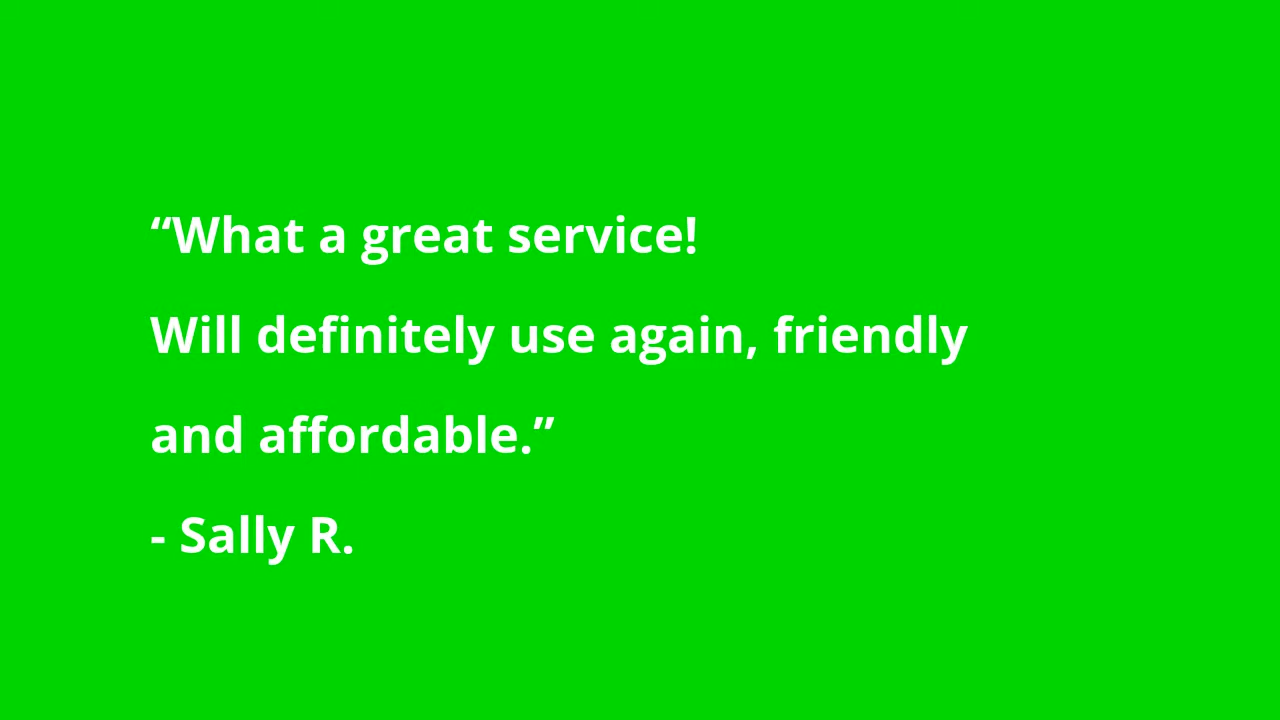 “What a great service!
Will definitely use again, friendly
and affordable.”
- Sally R.